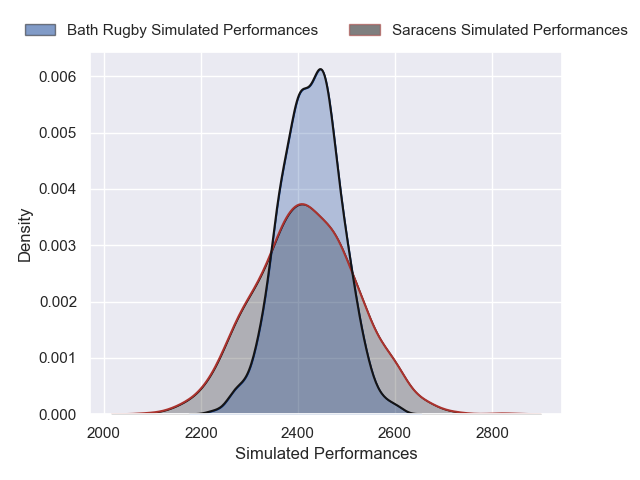 Bath Rugby Simulated Performances Saracens Simulated Performances
0.006
0.005
0.004
0.003
0.002
0.001
0.000
Density
2000 2200 2400 2600 2800
Simulated Performances